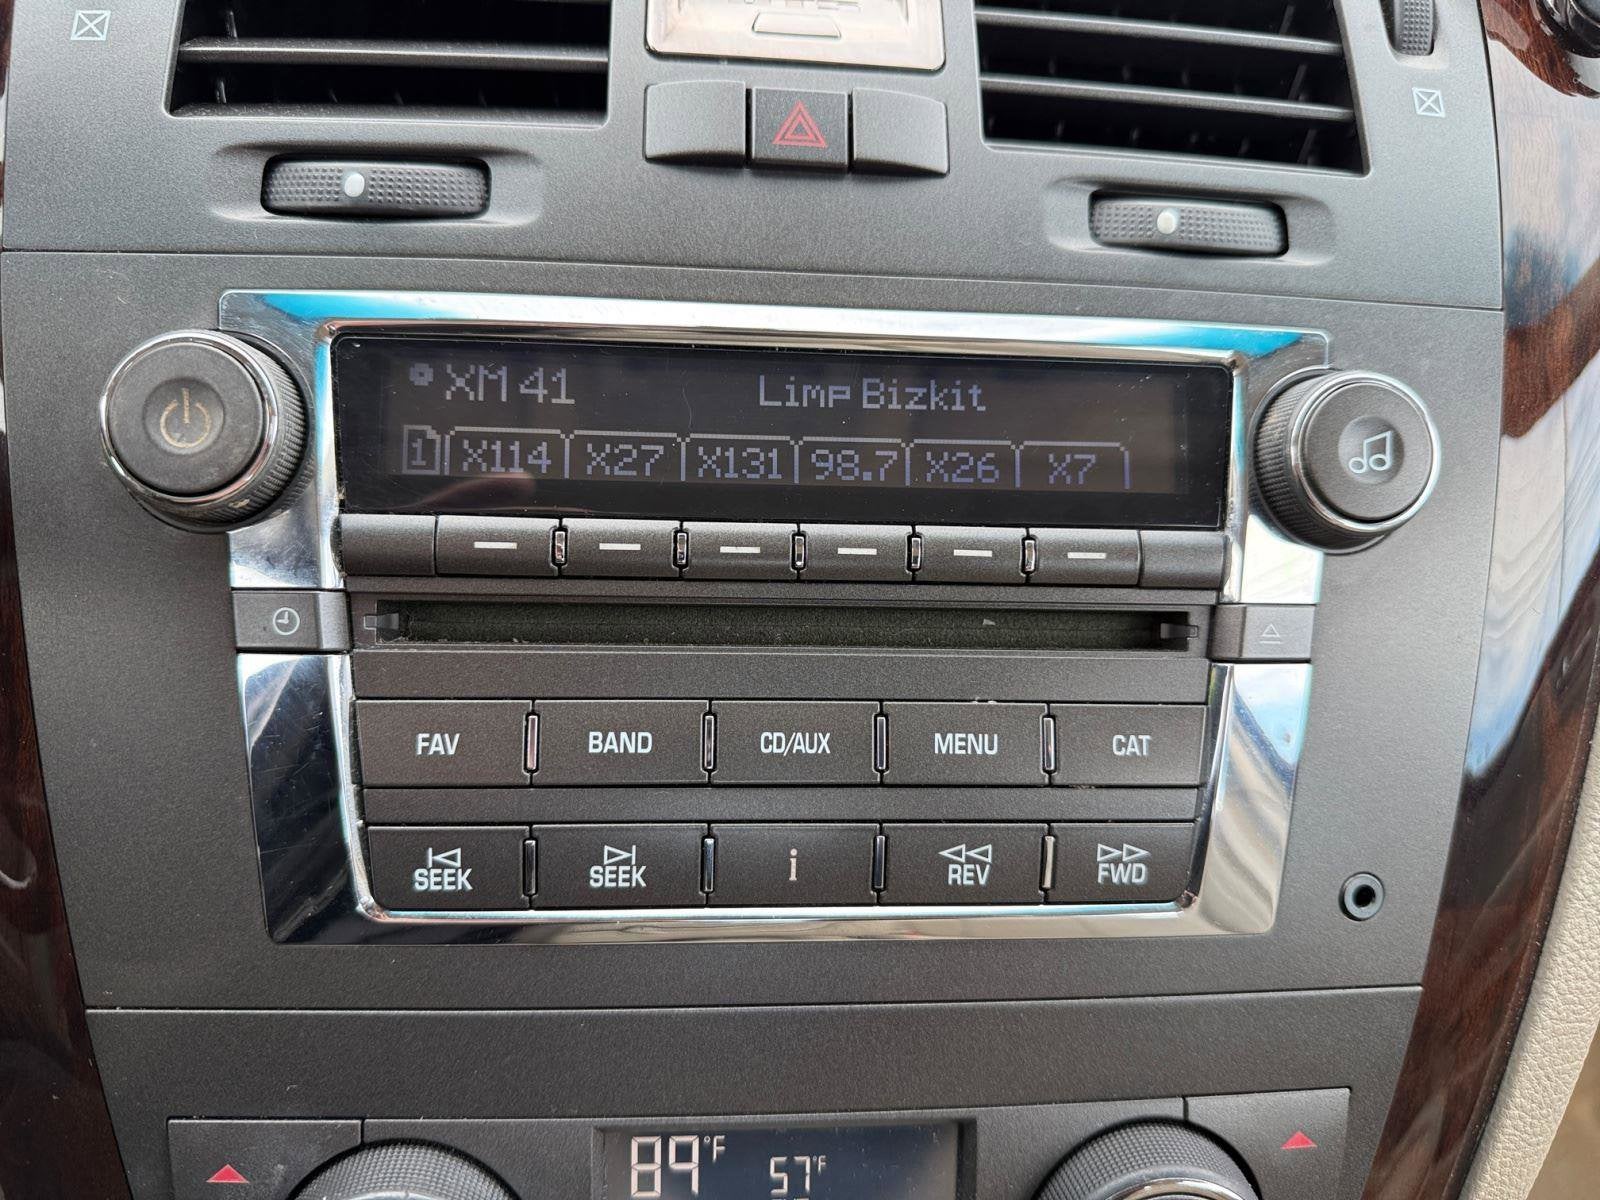 XM 41 Limp Bizkit
1 X114 X27 X131 98.7 X26 X7
FAV BAND CD/AUX MENU CAT
SEEK SEEK i REV FWD
89°F 57°F